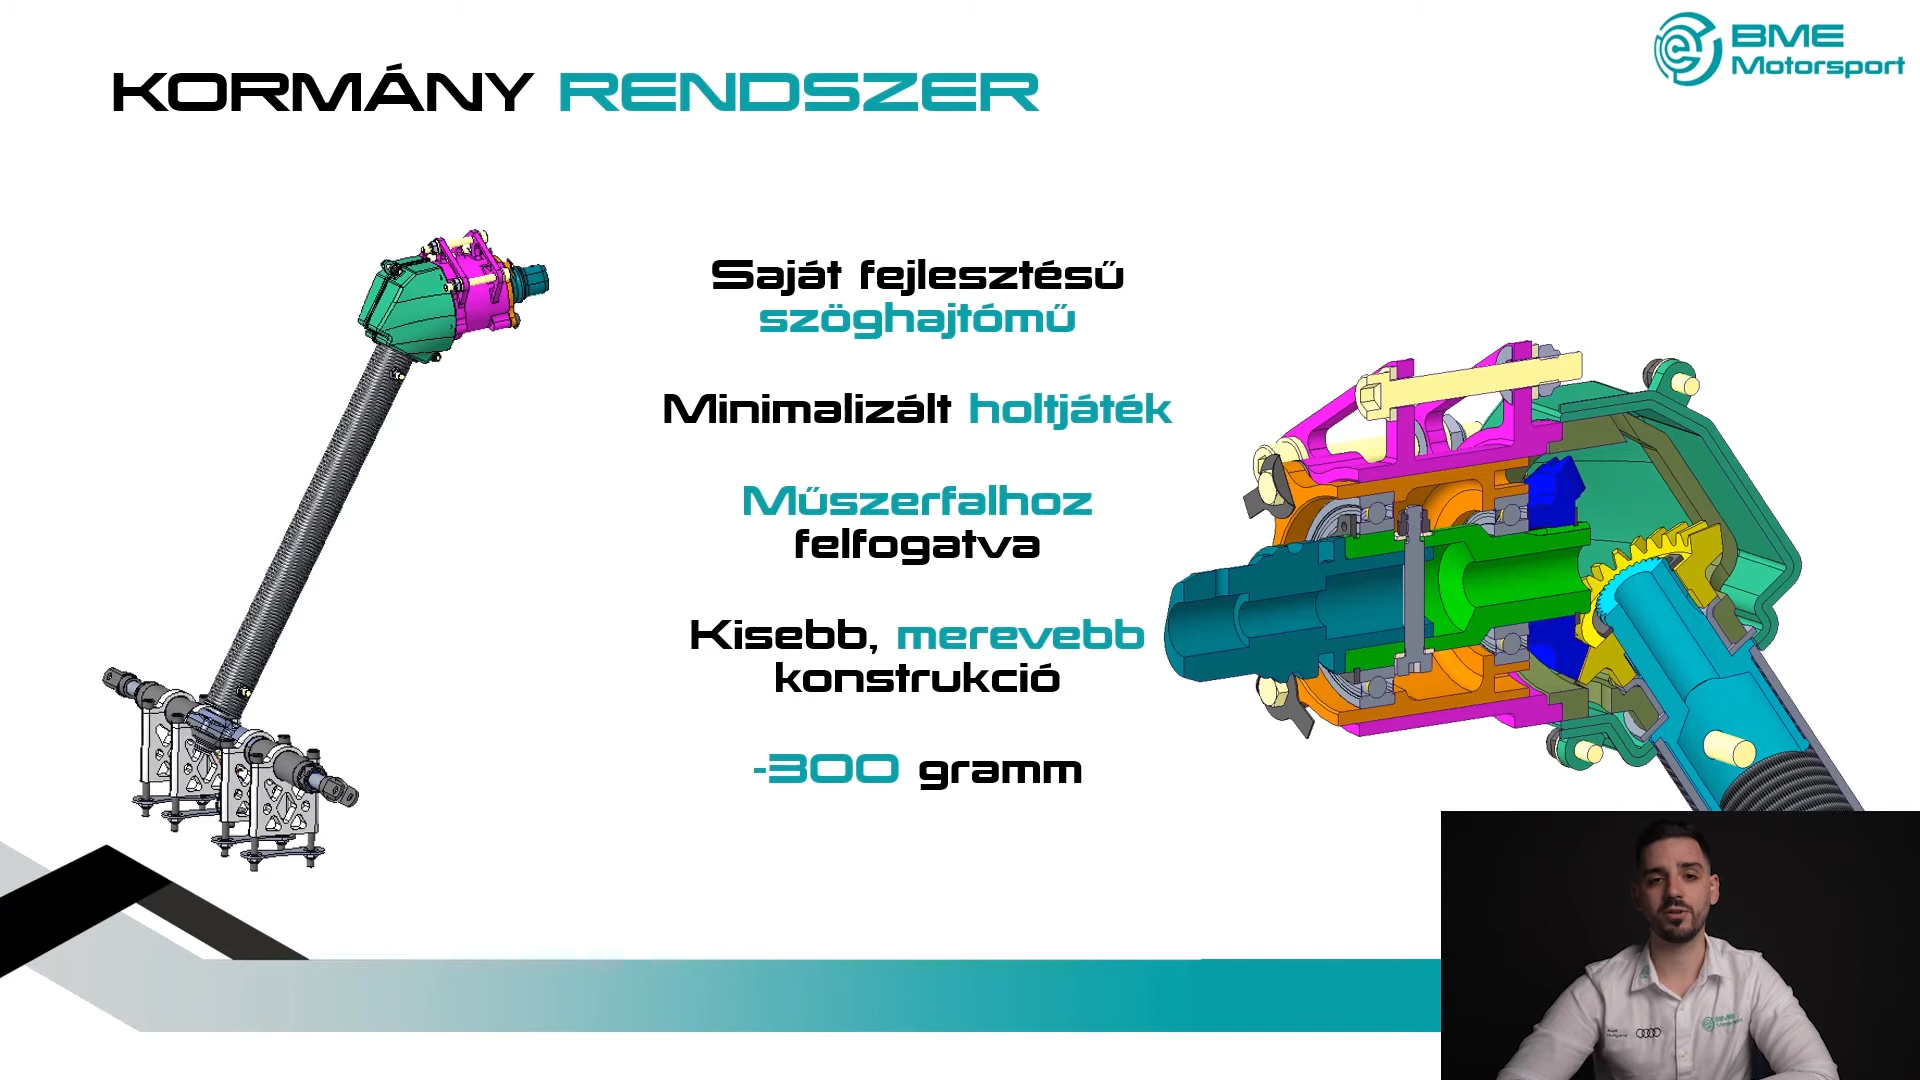 KORMÁNY RENDSZER
BME
Motorsport
Saját fejlesztésű
szöghajtómű
Minimalizált holtjáték
Műszerfalhoz
felfogatva
Kisebb, merevebb
konstrukció
-300 gramm